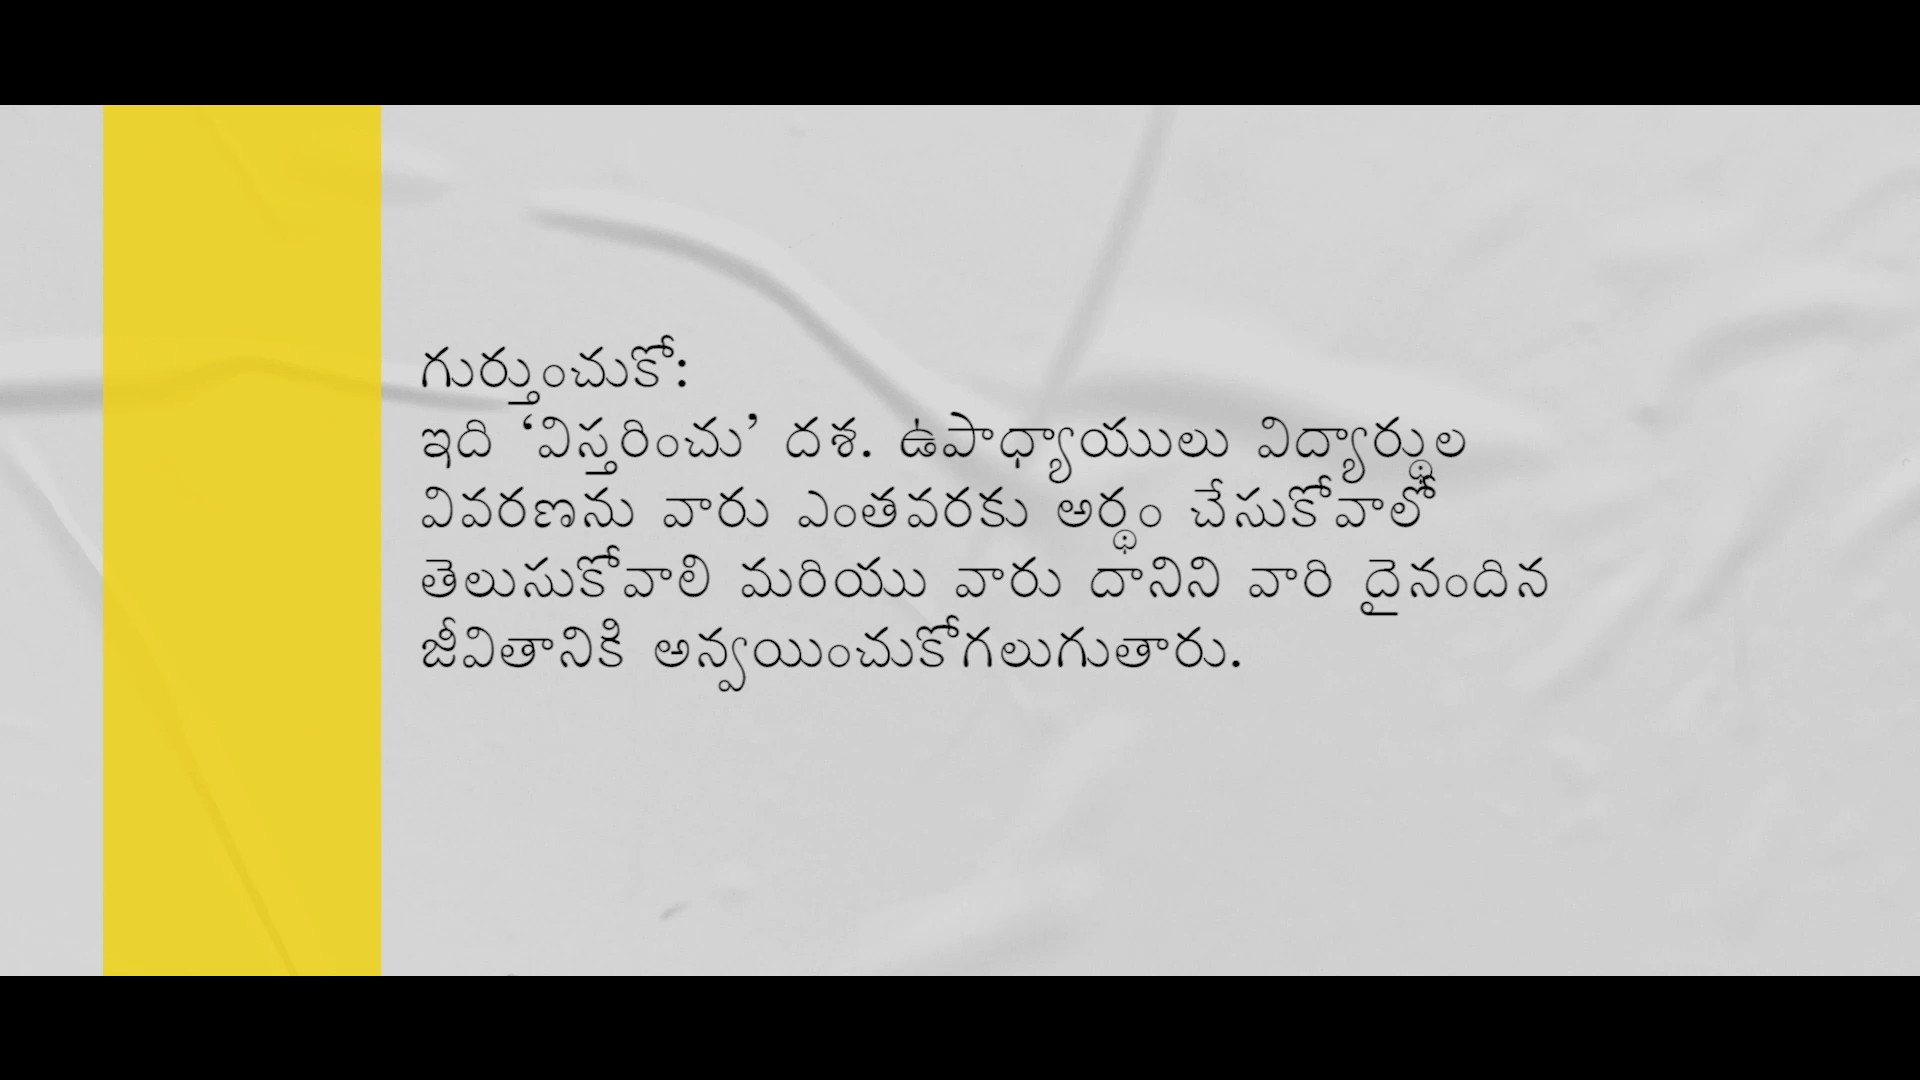 గుర్తుంచుకో:
ఇది ‘విస్తరించు’ దశ. ఉపాధ్యాయులు విద్యార్థుల
వివరణను వారు ఎంతవరకు అర్థం చేసుకోవాలో
తెలుసుకోవాలి మరియు వారు దానిని వారి దైనందిన
జీవితానికి అన్వయించుకోగలుగుతారు.